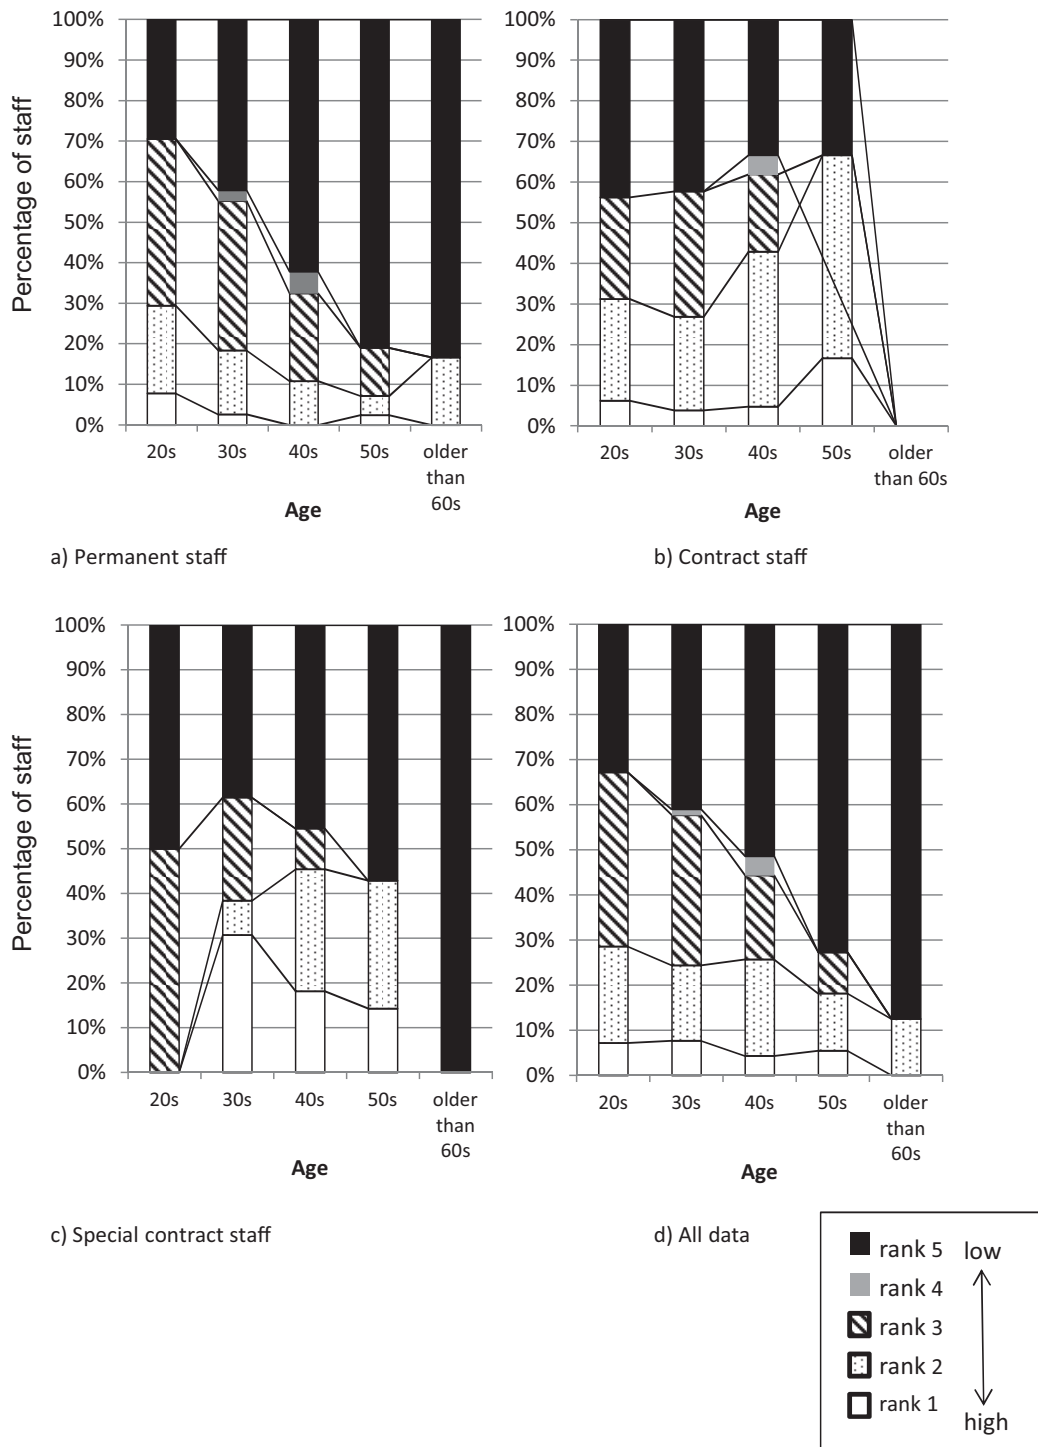 Percentage of staff
100%
90%
80%
70%
60%
50%
40%
30%
20%
10%
0%
20s 30s 40s 50s older
than
60s
Age
a) Permanent staff
100%
90%
80%
70%
60%
50%
40%
30%
20%
10%
0%
20s 30s 40s 50s older
than 60s
Age
b) Contract staff
Percentage of staff
100%
90%
80%
70%
60%
50%
40%
30%
20%
10%
0%
20s 30s 40s 50s older
than
60s
Age
c) Special contract staff
100%
90%
80%
70%
60%
50%
40%
30%
20%
10%
0%
20s 30s 40s 50s older
than
60s
Age
d) All data
rank 5 low
rank 4
rank 3
rank 2
rank 1
high